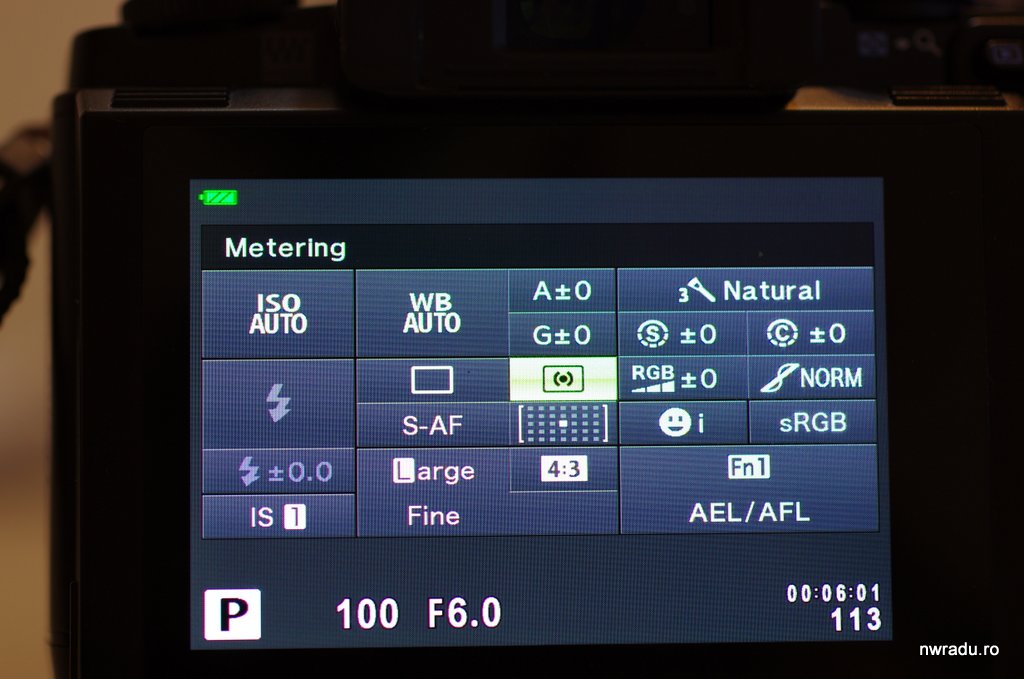 Metering
ISO AUTO
WB AUTO
A±0
G±0
3 Natural
S ±0
C ±0
RGB ±0
NORM
S-AF
i
sRGB
±0.0
Large
4:3
Fn1
IS 1
Fine
AEL/AFL
P
100 F6.0
00:06:01
113
nwradu.ro